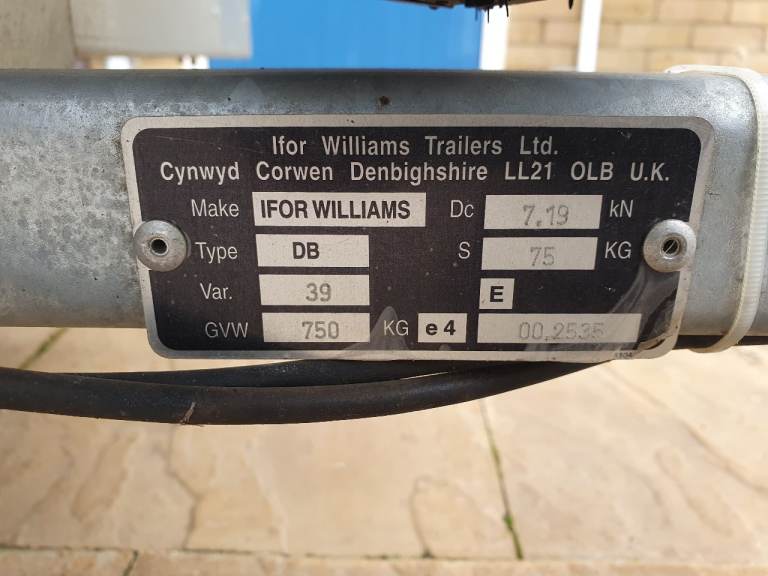 Ifor Williams Trailers Ltd.
Cynwyd Corwen Denbighshire LL21 OLB U.K.
Make IFOR WILLIAMS Dc 7.19 kN
Type DB S 75 KG
Var. 39 E
GVW 750 KG e4 00.2535